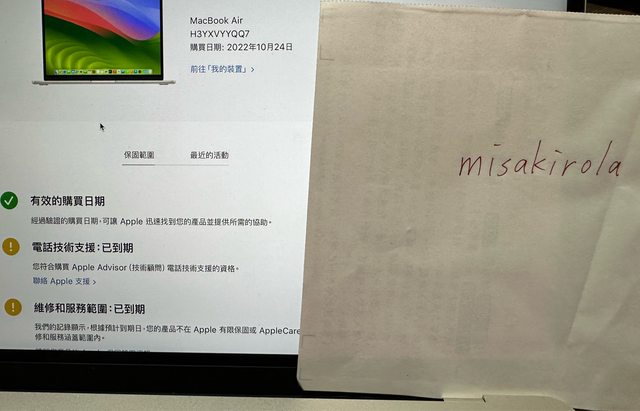 MacBook Air
H3YXVYYQQ7
購買日期: 2022年10月24日
前往「我的裝置」 >
保固範圍
最近的活動
有效的購買日期
經過驗證的購買日期，可讓 Apple 迅速找到您的產品並提供所需的協助。
電話技術支援：已到期
您符合購買 Apple Advisor (技術顧問) 電話技術支援的資格。
聯絡 Apple 支援 >
維修和服務範圍：已到期
我們的記錄顯示，根據預計到期日，您的產品不在 Apple 有限保固或 AppleCare
修和服務涵蓋範圍內。
misakirola